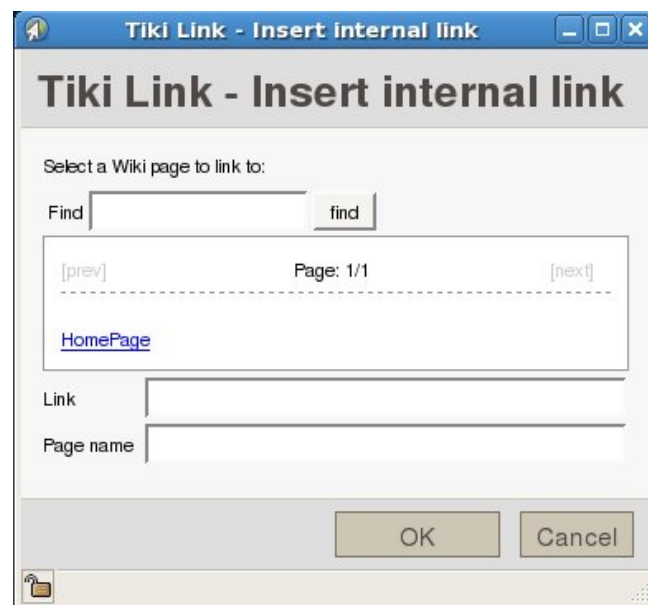 Tiki Link - Insert internal link
Tiki Link - Insert internal link
Select a Wiki page to link to:
Find find
[prev] Page: 1/1 [next]
HomePage
Link
Page name
OK Cancel